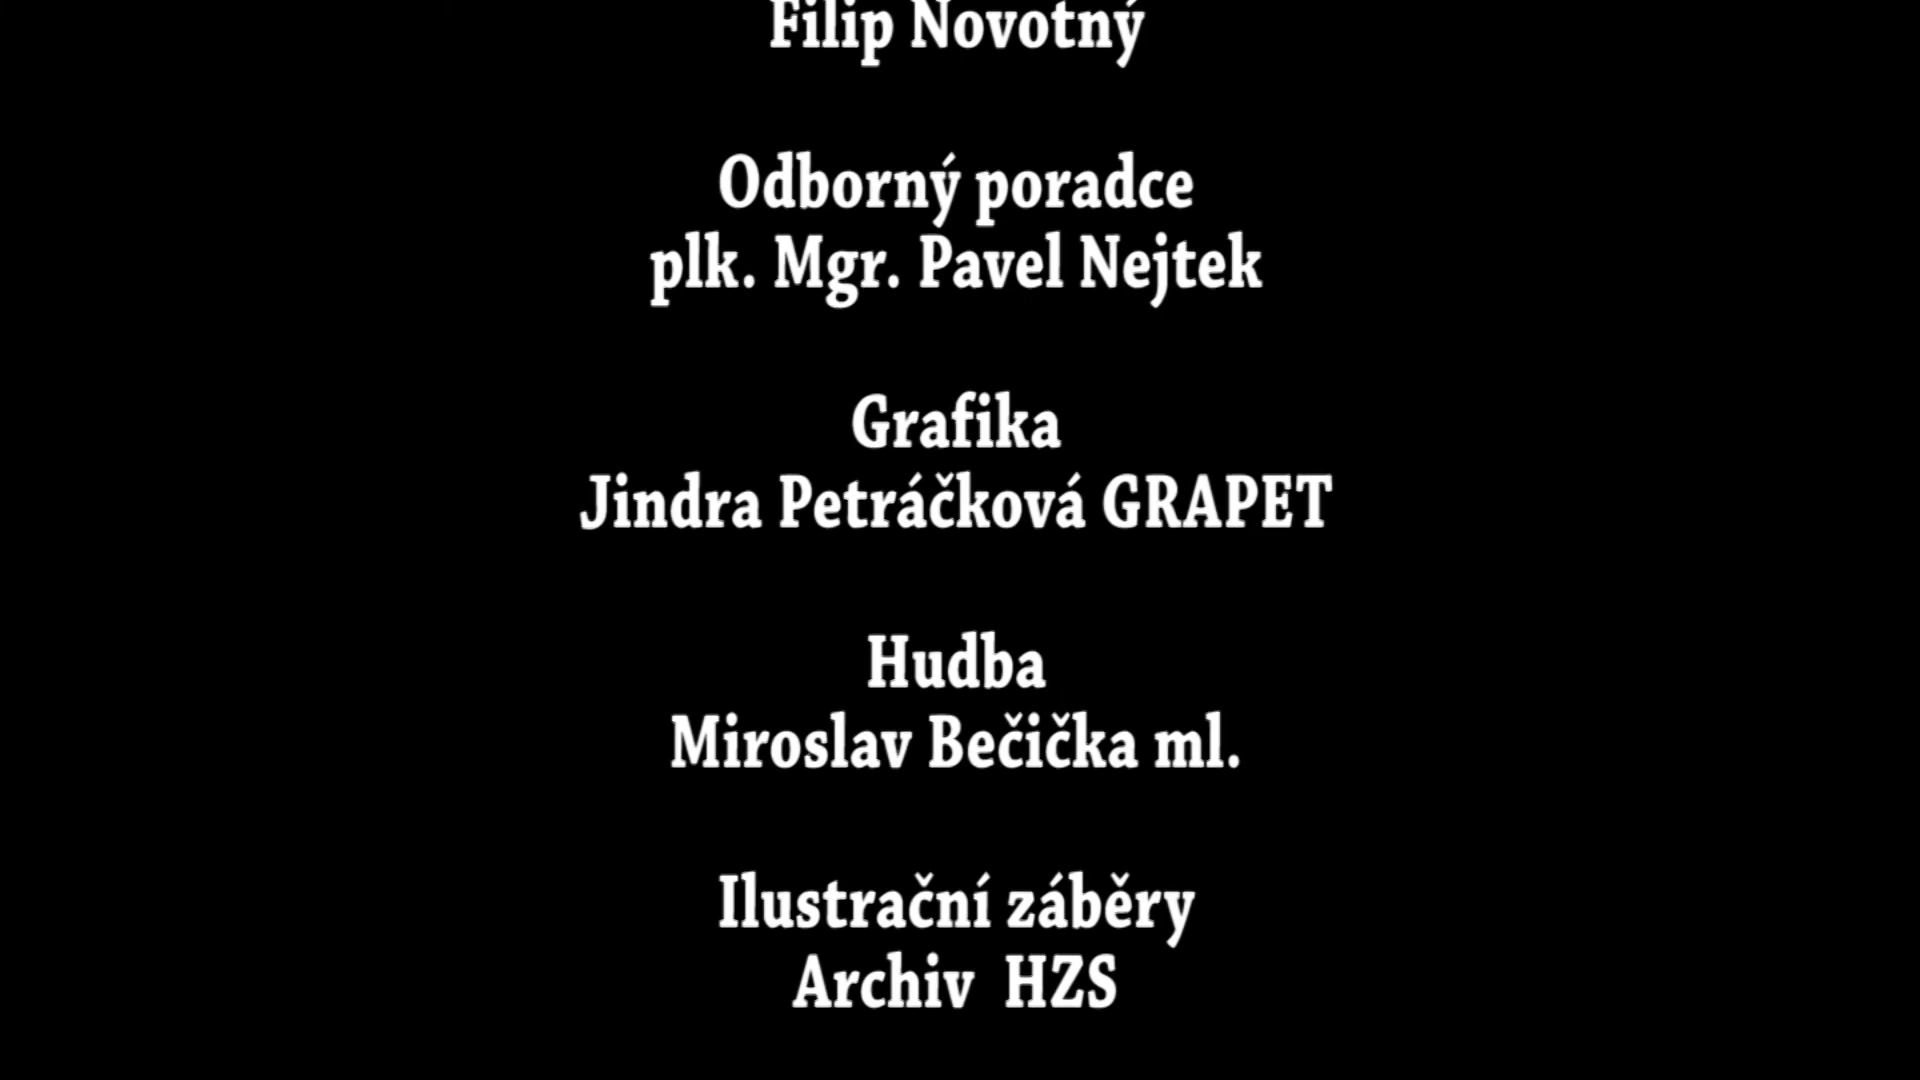 Filip Novotný
Odborný poradce
plk. Mgr. Pavel Nejtek
Grafika
Jindra Petráčková GRAPET
Hudba
Miroslav Bečička ml.
Ilustrační záběry
Archiv HZS